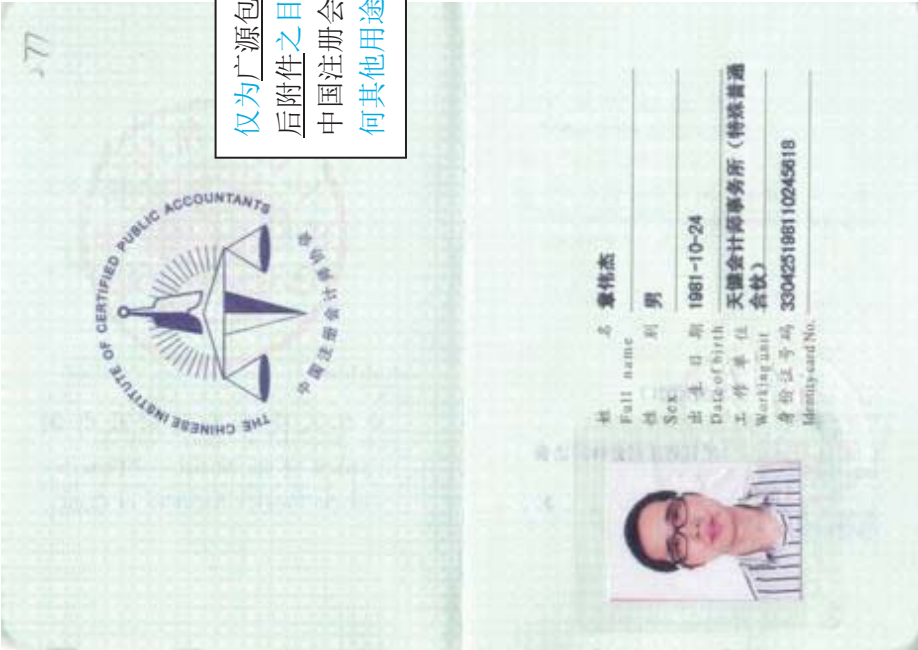 仅为广源包
后附件之目
中国注册会
何其他用途
THE CHINESE INSTITUTE OF CERTIFIED PUBLIC ACCOUNTANTS
中国注册会计师协会
姓 名 章伟杰
Full name
性 别 男
Sex
出生日期 1981-10-24
Date of birth
工作单位 天健会计师事务所（特殊普通
合伙）
Working unit
身份证号码 330425198110245618
Identity card No.